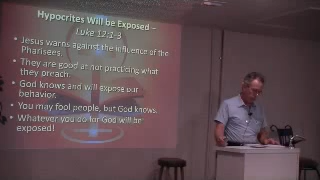 Hypocrites Will be Exposed –
Luke 12:1-3
• Jesus warns against the influence of the
Pharisees.
• They are good at not practicing what
they preach.
• God knows and will expose our
behavior.
• You may fool people, but God knows.
• Whatever you do for God will be
exposed!